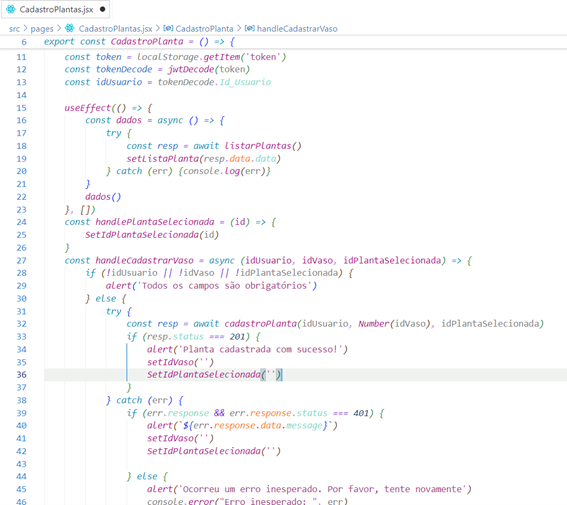 CadastroPlantas.jsx
src > pages > CadastroPlantas.jsx > CadastroPlanta > handleCadastrarVaso
6 export const CadastroPlanta = () => {
11 const token = localStorage.getItem('token')
12 const tokenDecode = jwtDecode(token)
13 const idUsuario = tokenDecode.Id_Usuario
14
15 useEffect(() => {
16 const dados = async () => {
17 try {
18 const resp = await listarPlantas()
19 setListaPlanta(resp.data.data)
20 } catch (err) {console.log(err)}
21 }
22 dados()
23 }, [])
24 const handlePlantaSelecionada = (id) => {
25 SetIdPlantaSelecionada(id)
26 }
27 const handleCadastrarVaso = async (idUsuario, idVaso, idPlantaSelecionada) => {
28 if (!idUsuario || !idVaso || !idPlantaSelecionada) {
29 alert('Todos os campos são obrigatórios')
30 } else {
31 try {
32 const resp = await cadastroPlanta(idUsuario, Number(idVaso), idPlantaSelecionada)
33 if (resp.status === 201) {
34 alert('Planta cadastrada com sucesso!')
35 setIdVaso('')
36 SetIdPlantaSelecionada('')
37 }
38 } catch (err) {
39 if (err.response && err.response.status === 401) {
40 alert(`${err.response.data.message}`)
41 setIdVaso('')
42 SetIdPlantaSelecionada('')
43
44 } else {
45 alert('Ocorreu um erro inesperado. Por favor, tente novamente')
46 console.error("Erro inesperado: ", err)